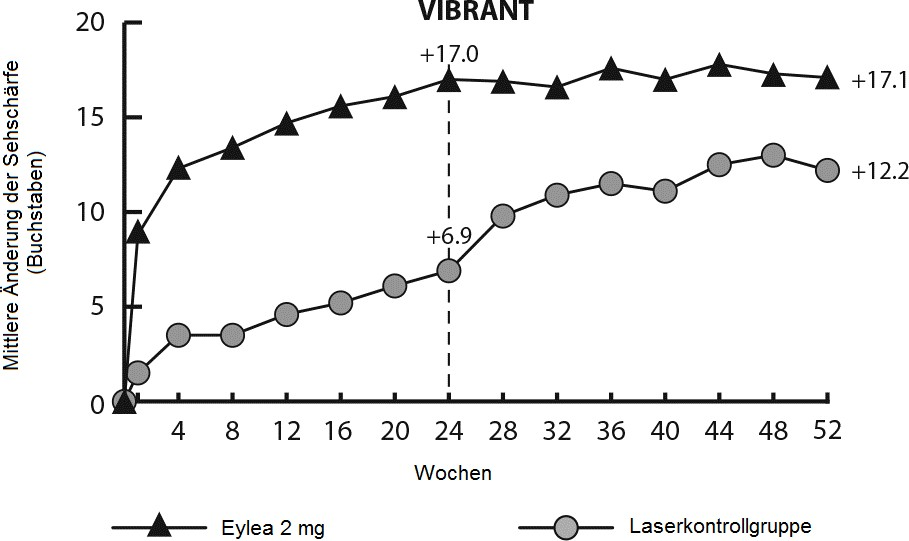 VIBRANT
20
+17.0
+17.1
15
+12.2
10
+6.9
5
0
4 8 12 16 20 24 28 32 36 40 44 48 52
Mittlere Änderung der Sehschärfe
(Buchstaben)
Wochen
Eylea 2 mg
Laserkontrollgruppe